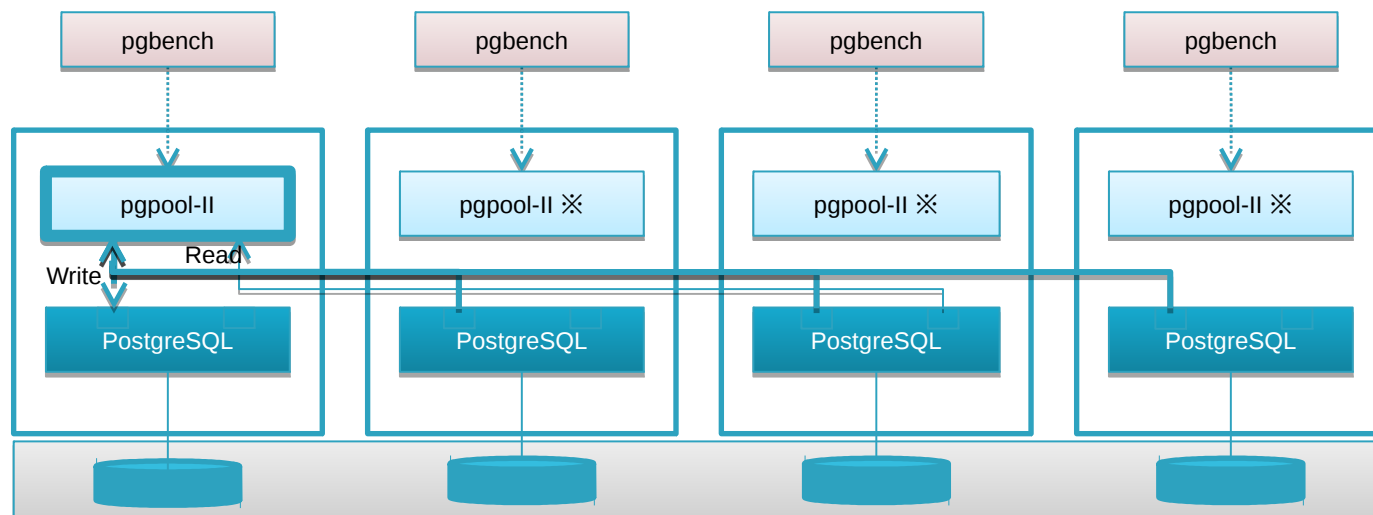 pgbench
pgbench
pgbench
pgbench
pgpool-II
pgpool-II ※
pgpool-II ※
pgpool-II ※
Read
Write
PostgreSQL
PostgreSQL
PostgreSQL
PostgreSQL